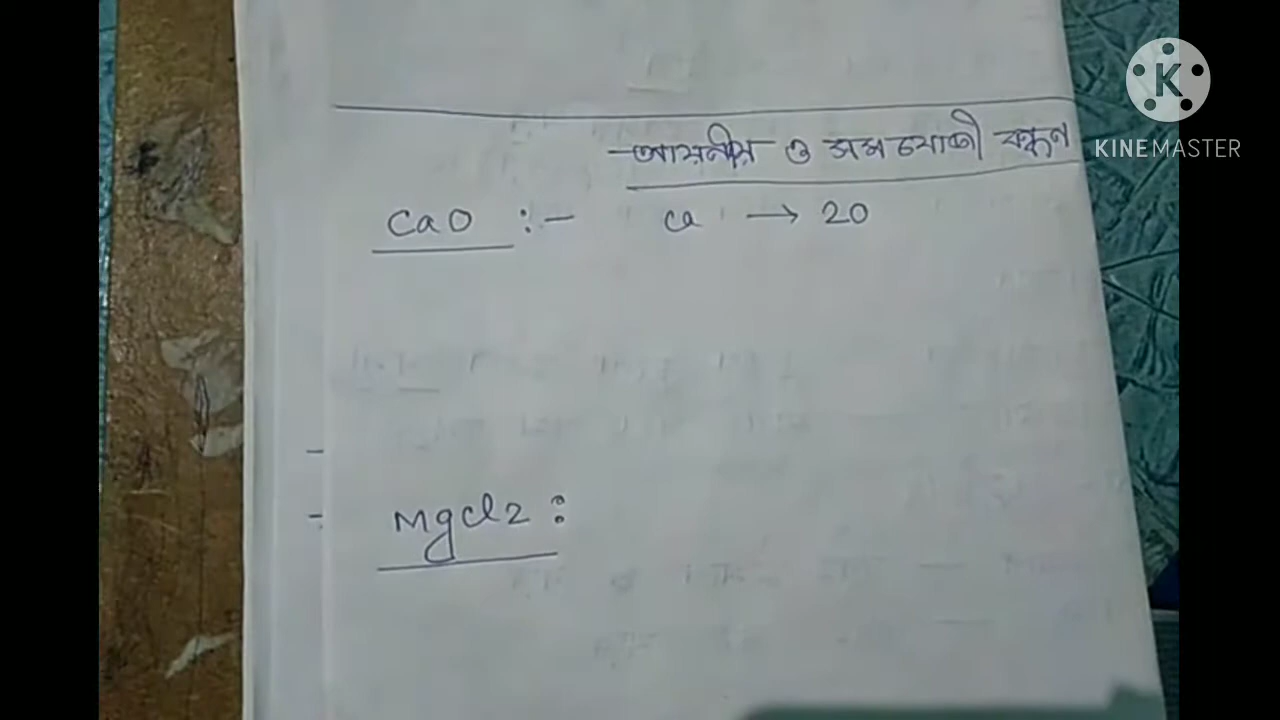 আয়নীয় ও সমযোজী বন্ধন
CaO :- Ca → 20
MgCl2 :
K
KINEMASTER